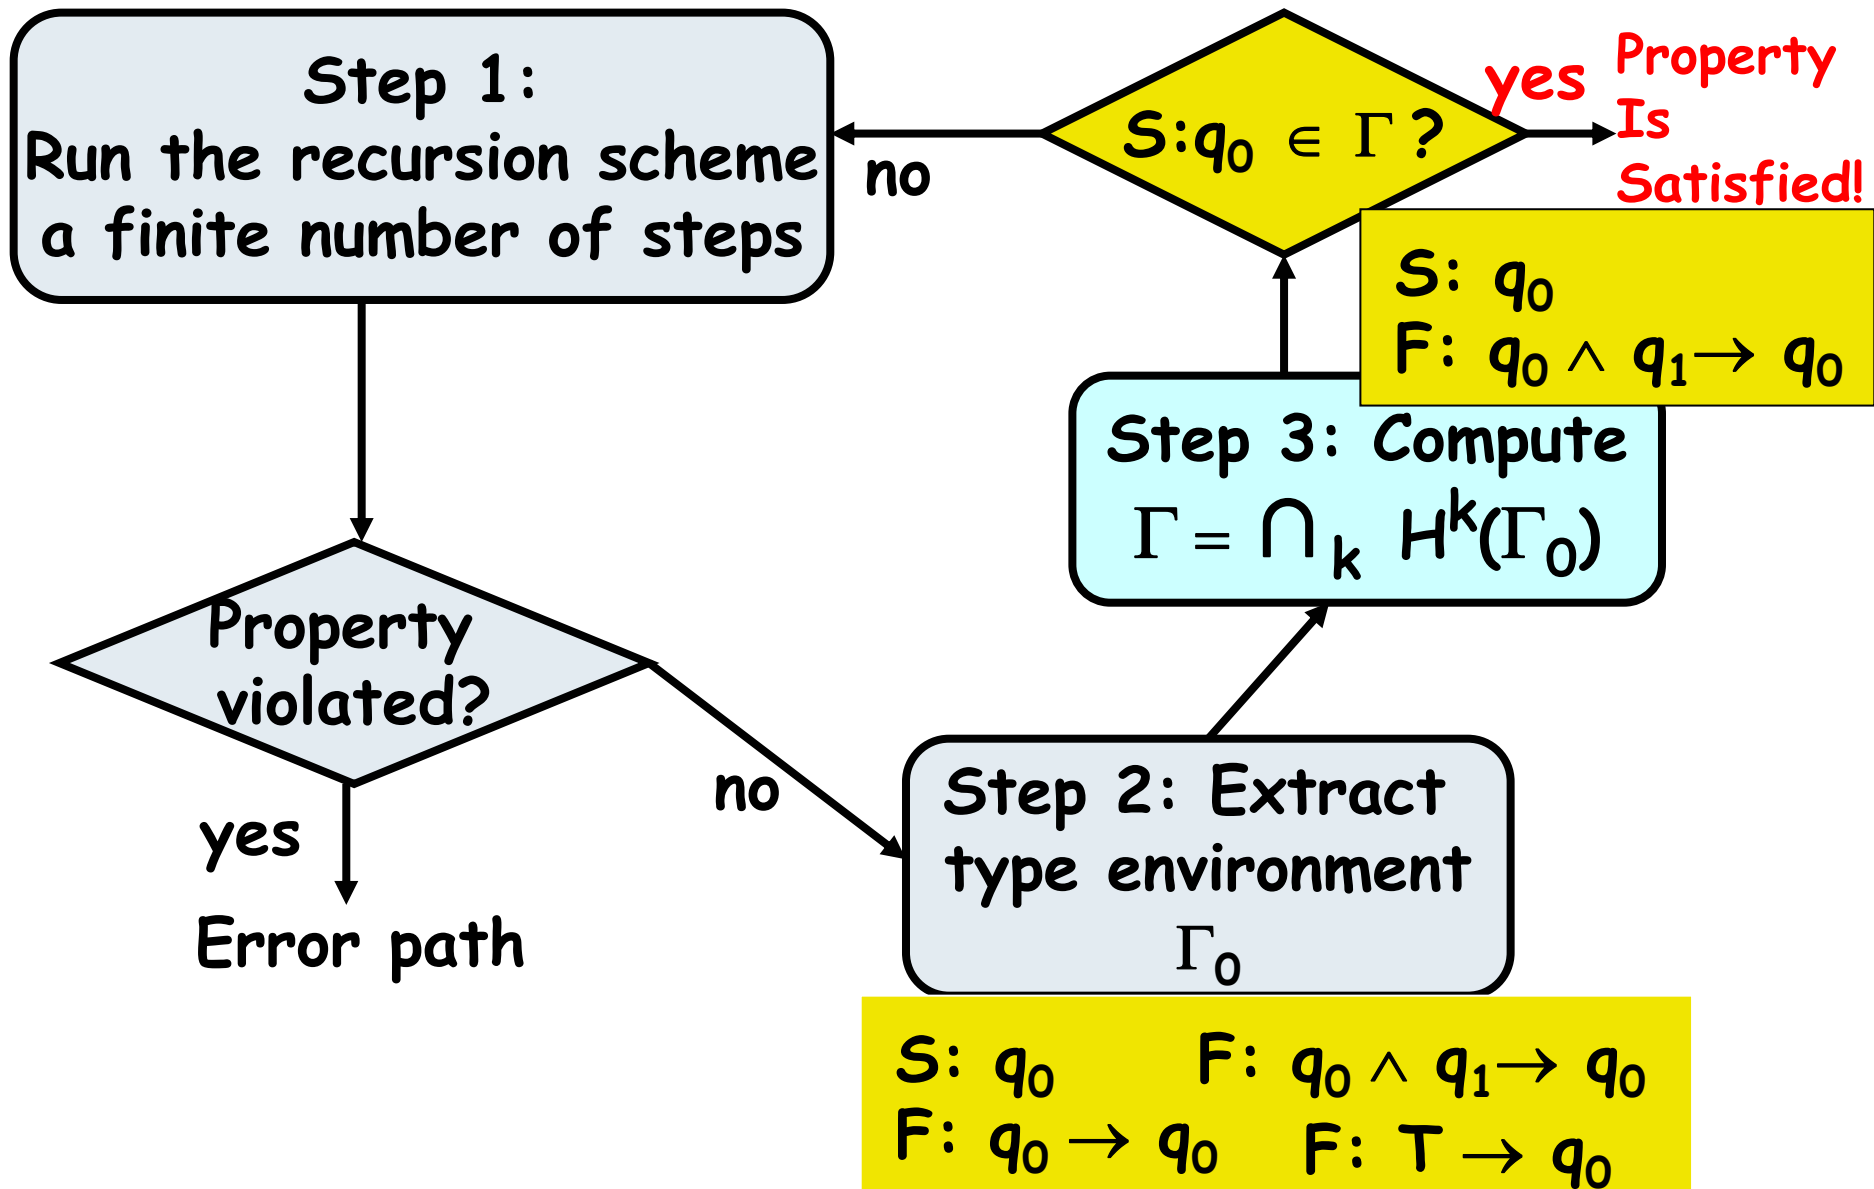 Step 1:
Run the recursion scheme
a finite number of steps
S:q₀ ∈ Γ ?
yes
Property
Is
Satisfied!
no
S: q₀
F: q₀ ∧ q₁→ q₀
Step 3: Compute
Γ = ∩ₖ Hᵏ(Γ₀)
Property
violated?
no
yes
Error path
Step 2: Extract
type environment
Γ₀
S: q₀ F: q₀ ∧ q₁→ q₀
F: q₀ → q₀ F: T → q₀